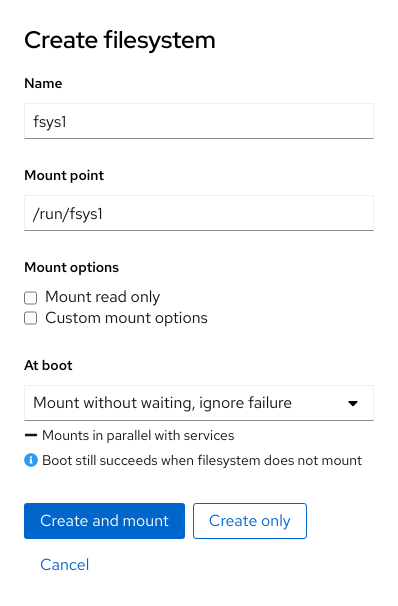 Create filesystem
Name
fsys1
Mount point
/run/fsys1
Mount options
Mount read only
Custom mount options
At boot
Mount without waiting, ignore failure
Mounts in parallel with services
Boot still succeeds when filesystem does not mount
Create and mount
Create only
Cancel